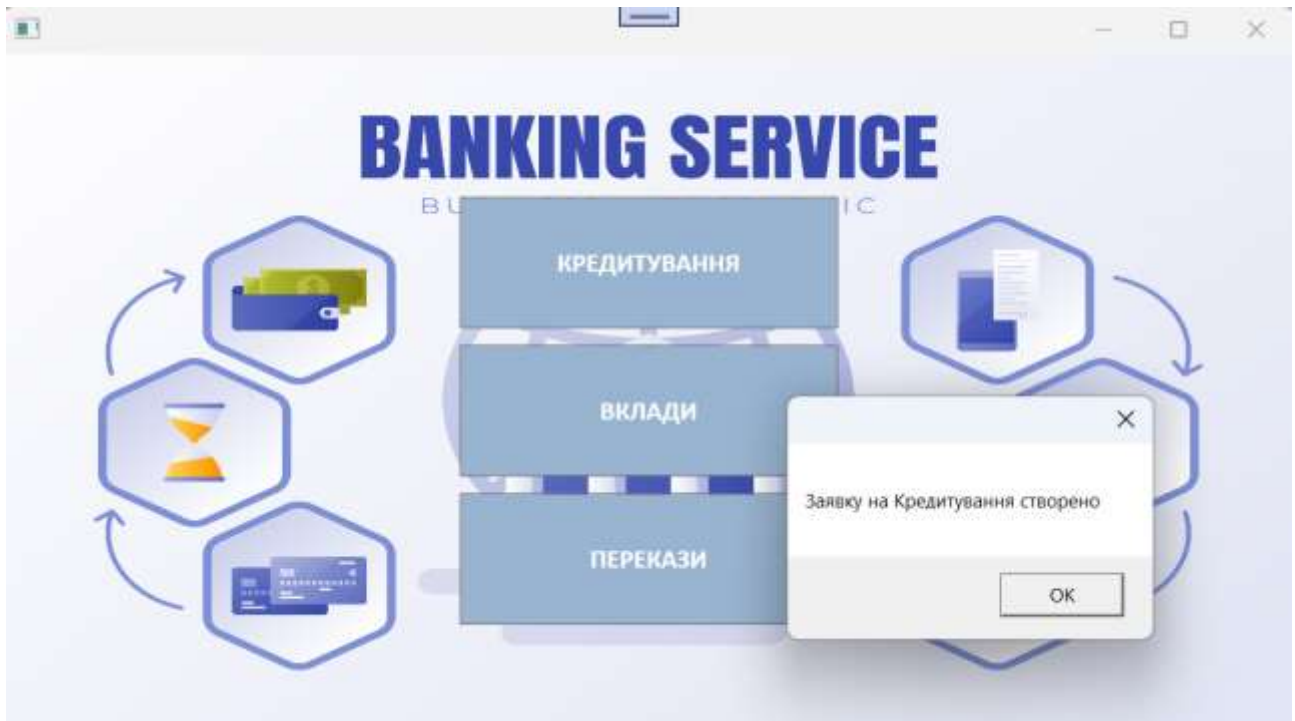 BANKING SERVICE
КРЕДИТУВАННЯ
ВКЛАДИ
Заявку на Кредитування створено
ПЕРЕКАЗИ
OK